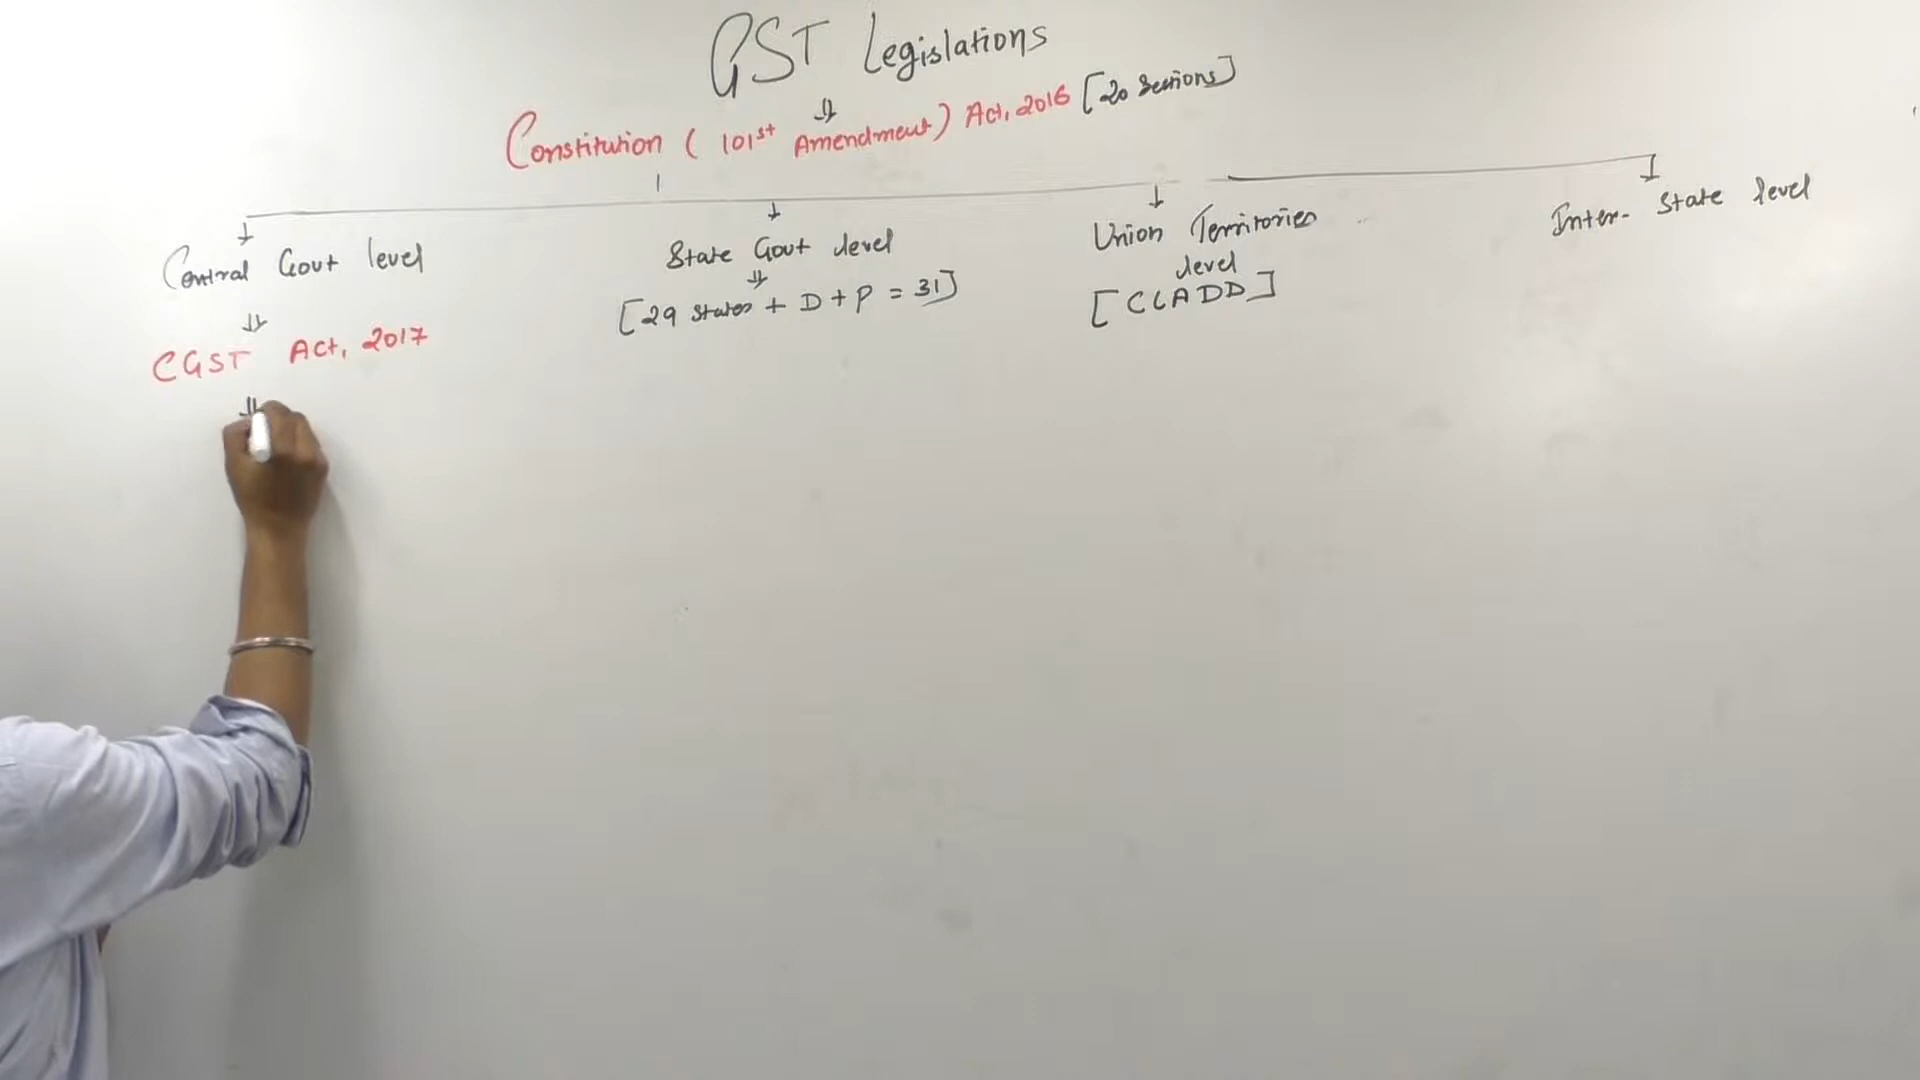 GST Legislations
Constitution ( 101st Amendment) Act, 2016 [20 Sections]
Central Govt level
CGST Act, 2017
State Govt level
[29 States + D + P = 31]
Union Territories
level
[CLADD]
Inter-State level